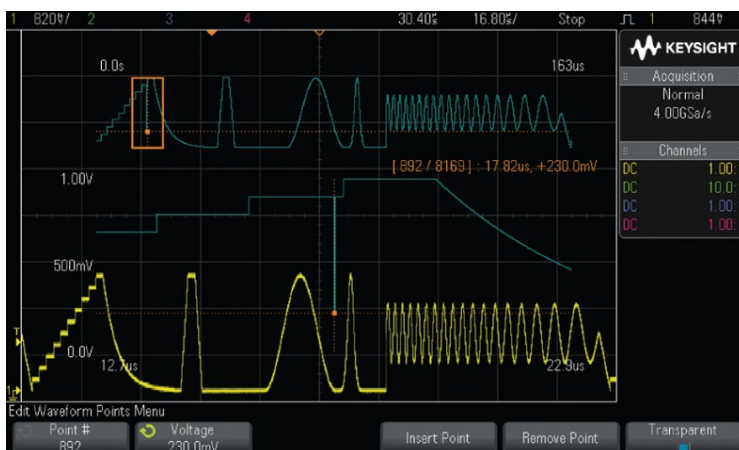 1 820V/ 2 3 4 30.40s 16.80s/ Stop 1 844V
KEYSIGHT
Acquisition
Normal
4.00GSa/s
Channels
DC 1.00:
DC 10.0:
DC 1.00:
DC 1.00:
0.0s 163us
[ 892 / 8169 ] : 17.82us, +230.0mV
1.00V
500mV
0.0V
12.7us 22.9us
T
Edit Waveform Points Menu
Point # Voltage Insert Point Remove Point Transparent
892 230.0mV